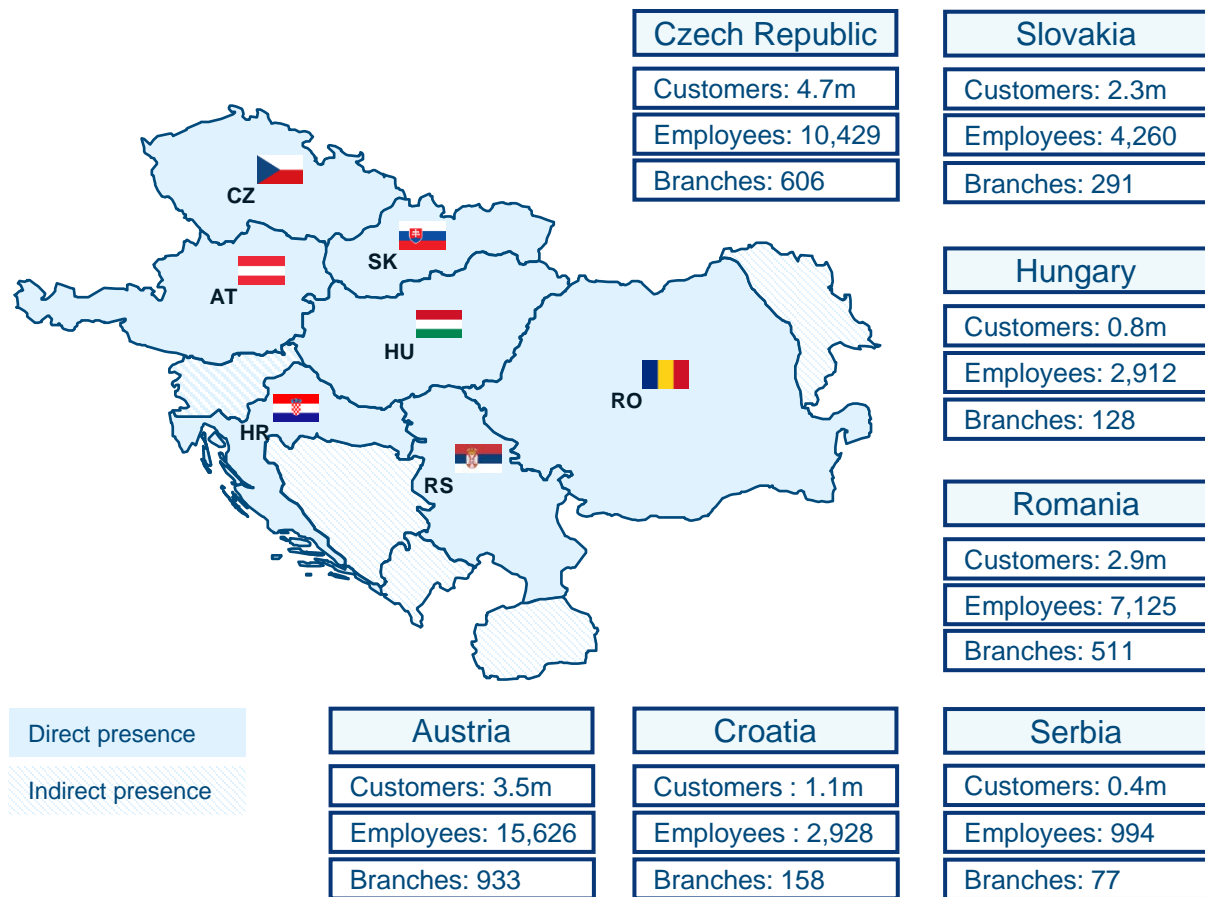 Czech Republic
Customers: 4.7m
Employees: 10,429
Branches: 606
Slovakia
Customers: 2.3m
Employees: 4,260
Branches: 291
CZ
SK
AT
HU
RO
HR
RS
Hungary
Customers: 0.8m
Employees: 2,912
Branches: 128
Romania
Customers: 2.9m
Employees: 7,125
Branches: 511
Direct presence
Indirect presence
Austria
Customers: 3.5m
Employees: 15,626
Branches: 933
Croatia
Customers : 1.1m
Employees : 2,928
Branches: 158
Serbia
Customers: 0.4m
Employees: 994
Branches: 77